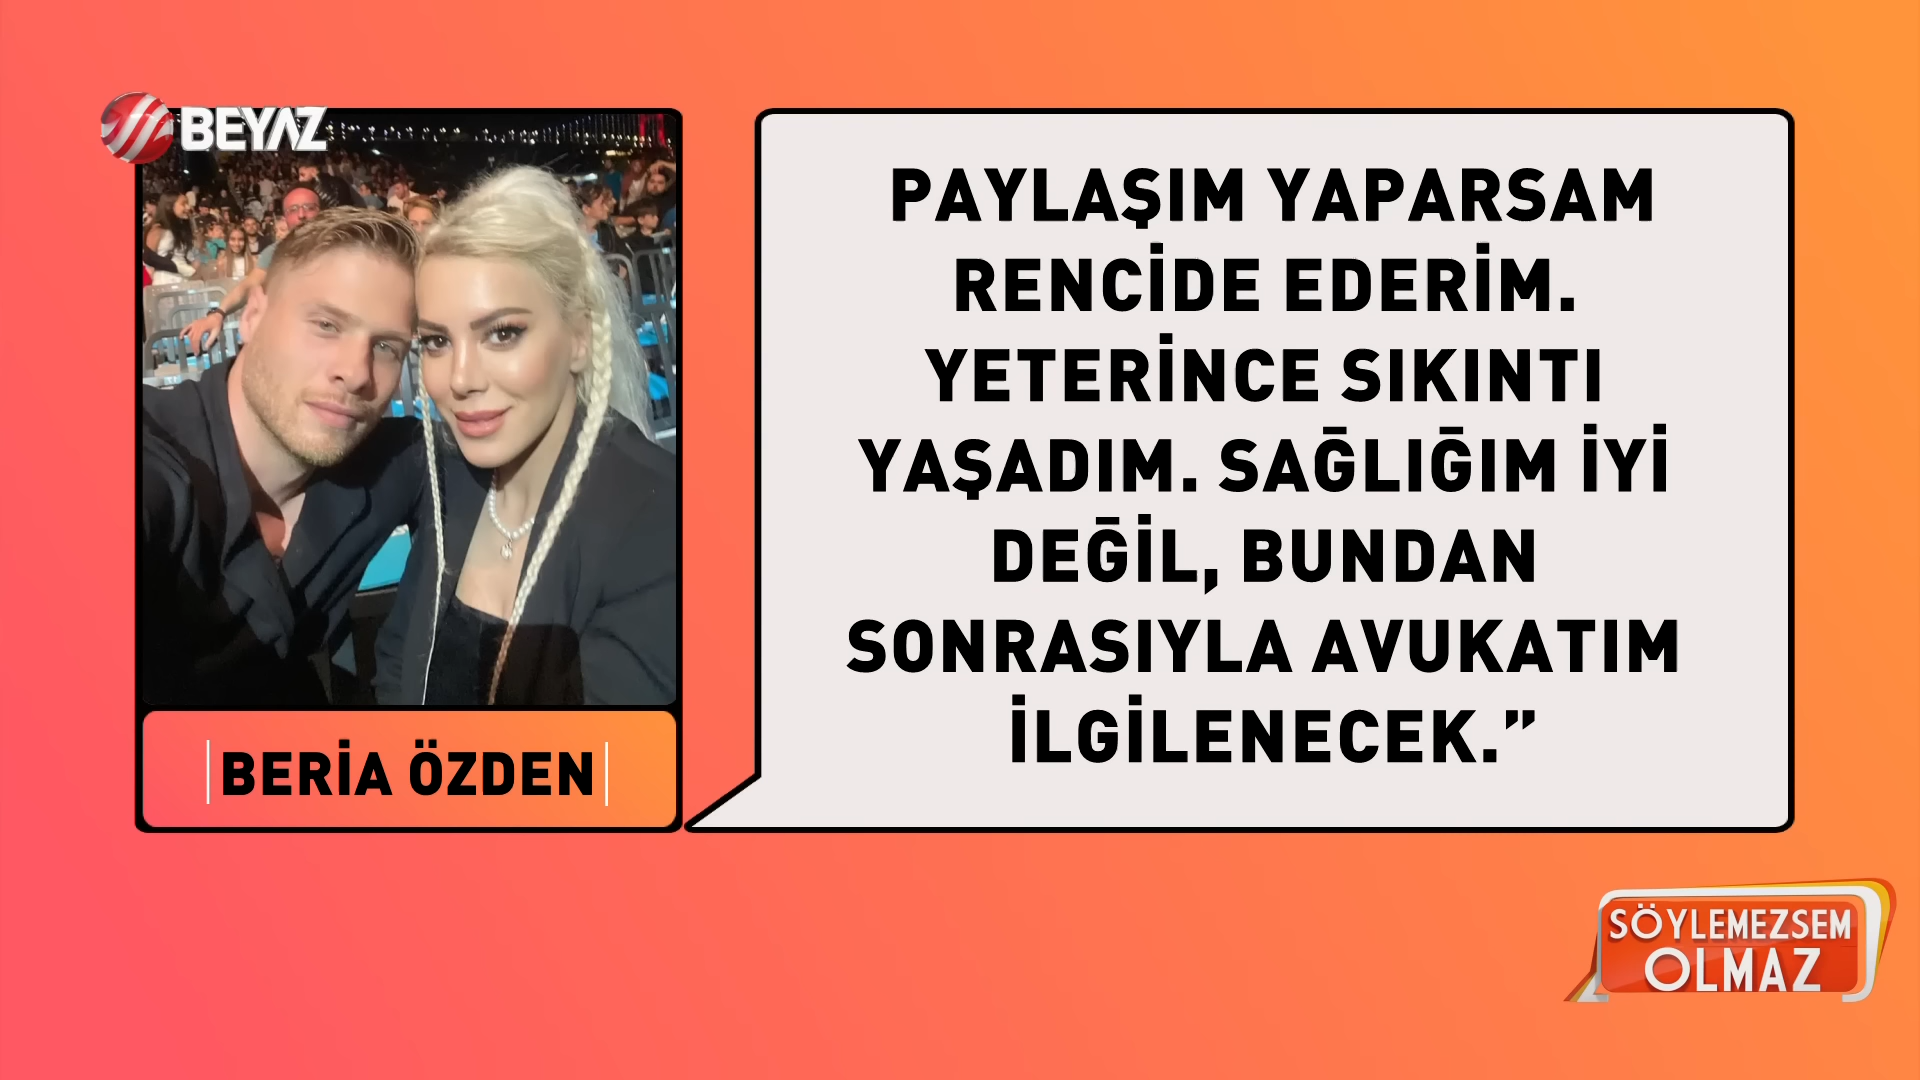 BEYAZ
PAYLAŞIM YAPARSAM
RENCİDE EDERİM.
YETERİNCE SIKINTI
YAŞADIM. SAĞLIĞIM İYİ
DEĞİL, BUNDAN
SONRASIYLA AVUKATIM
İLGİLENECEK.”
BERİA ÖZDEN
SÖYLEMEZSEM
OLMAZ